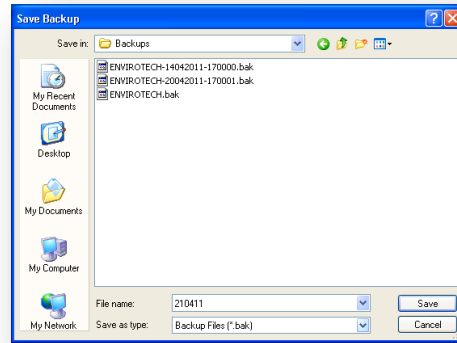 Save Backup
Save in:
Backups
ENVIROTECH-14042011-170000.bak
ENVIROTECH-20042011-170001.bak
ENVIROTECH.bak
My Recent
Documents
Desktop
My Documents
My Computer
My Network
File name:
210411
Save
Save as type:
Backup Files (*.bak)
Cancel